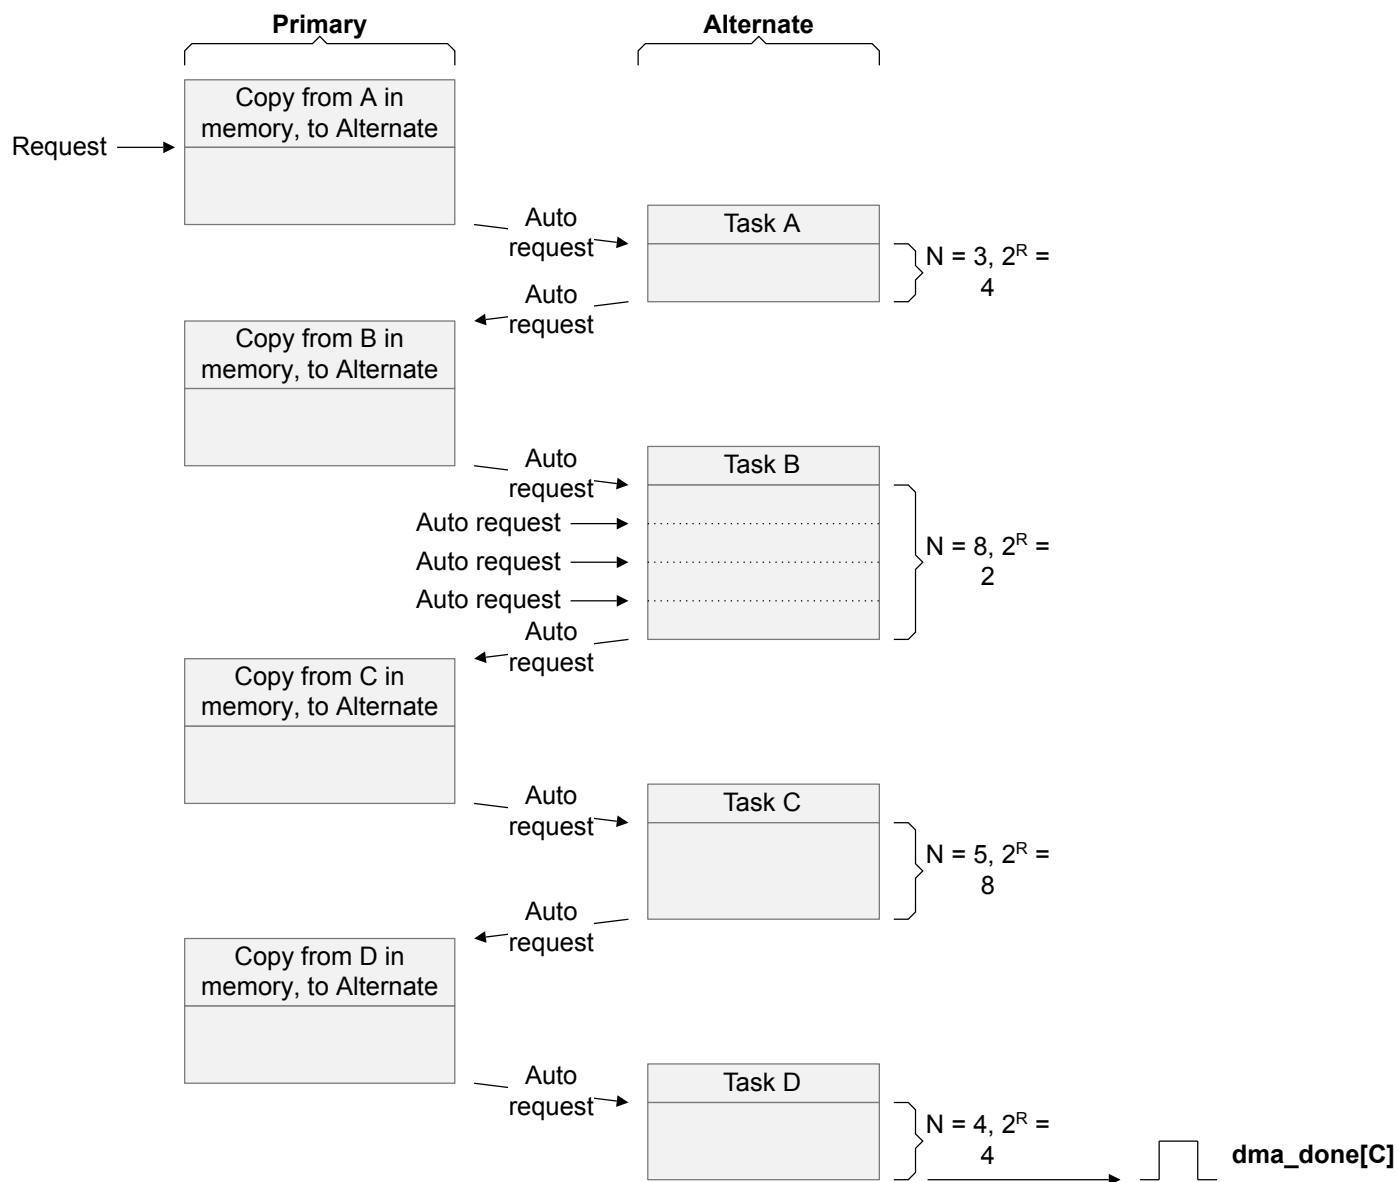 Primary
Alternate
Copy from A in
memory, to Alternate
Request
Auto
request
Task A
N = 3, 2ᴿ =
4
Auto
request
Copy from B in
memory, to Alternate
Auto
request
Task B
Auto request
Auto request
Auto request
N = 8, 2ᴿ =
2
Auto
request
Copy from C in
memory, to Alternate
Auto
request
Task C
N = 5, 2ᴿ =
8
Auto
request
Copy from D in
memory, to Alternate
Auto
request
Task D
N = 4, 2ᴿ =
4
dma_done[C]